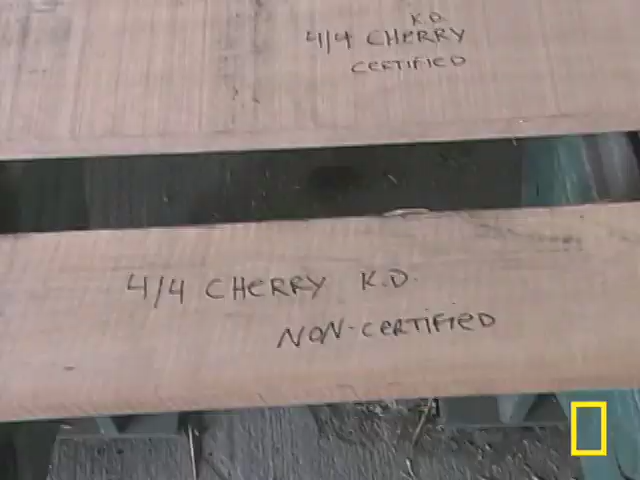 K.D.
4/4 CHERRY
CERTIFIED
4/4 CHERRY K.D.
NON-CERTIFIED